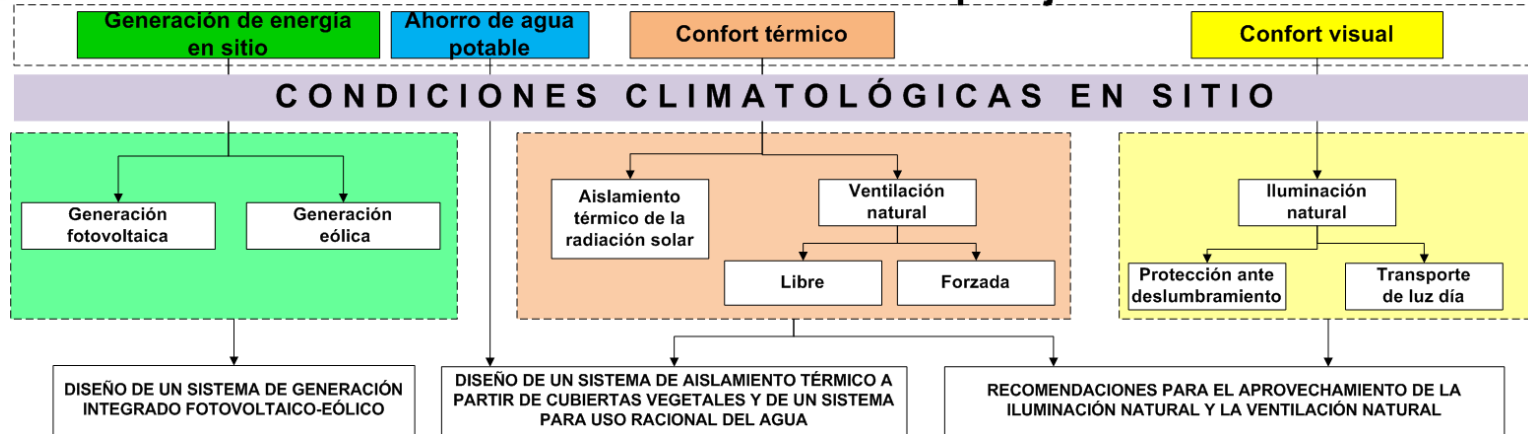 Generación de energía
en sitio
Ahorro de agua
potable
Confort térmico
Confort visual
CONDICIONES CLIMATOLÓGICAS EN SITIO
Generación
fotovoltaica
Generación
eólica
Aislamiento
térmico de la
radiación solar
Ventilación
natural
Libre
Forzada
Iluminación
natural
Protección ante
deslumbramiento
Transporte
de luz día
DISEÑO DE UN SISTEMA DE GENERACIÓN
INTEGRADO FOTOVOLTAICO-EÓLICO
DISEÑO DE UN SISTEMA DE AISLAMIENTO TÉRMICO A
PARTIR DE CUBIERTAS VEGETALES Y DE UN SISTEMA
PARA USO RACIONAL DEL AGUA
RECOMENDACIONES PARA EL APROVECHAMIENTO DE LA
ILUMINACIÓN NATURAL Y LA VENTILACIÓN NATURAL